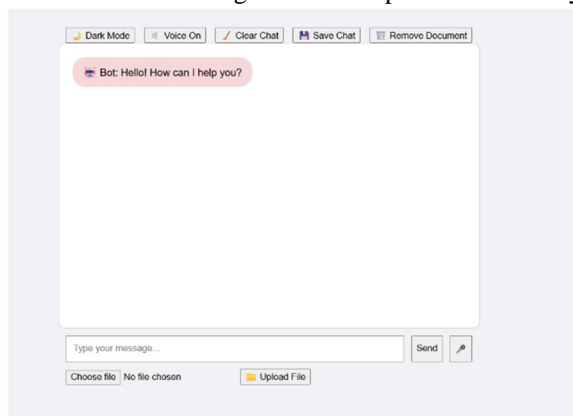 🌙 Dark Mode 🔈 Voice On 🧹 Clear Chat 💾 Save Chat 🗑️ Remove Document
🤖 Bot: Hello! How can I help you?
Type your message...
Send 🎤
Choose file No file chosen 📁 Upload File